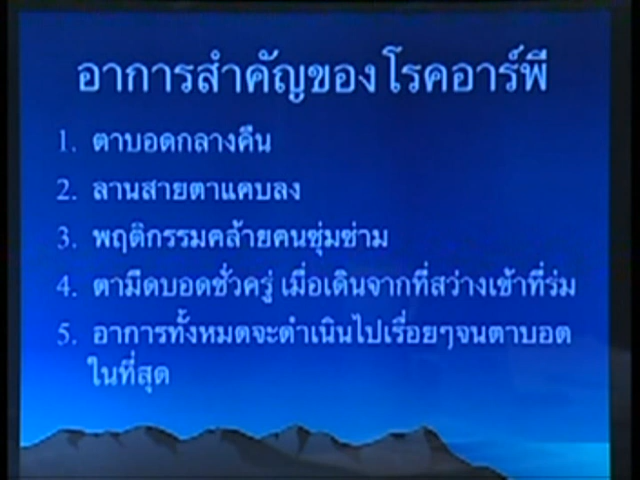 อาการสำคัญของโรคอาร์พี
1. ตาบอดกลางคืน
2. ลานสายตาแคบลง
3. พฤติกรรมคล้ายคนซุ่มซ่าม
4. ตามืดบอดชั่วครู่ เมื่อเดินจากที่สว่างเข้าที่ร่ม
5. อาการทั้งหมดจะดำเนินไปเรื่อยๆจนตาบอด
ในที่สุด